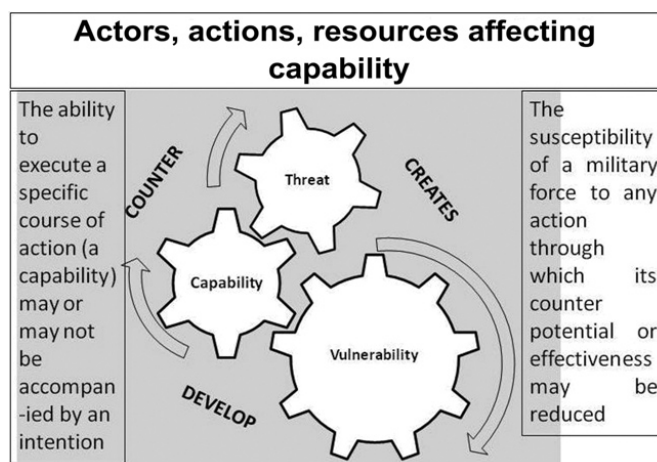 Actors, actions, resources affecting
capability
The ability
to
execute a
specific
course of
action (a
capability)
may or
may not
be
accompan
-ied by an
intention
COUNTER
Threat
CREATES
Capability
Vulnerability
DEVELOP
The
susceptibility
of a military
force to any
action
through
which its
counter
potential or
effectiveness
may be
reduced